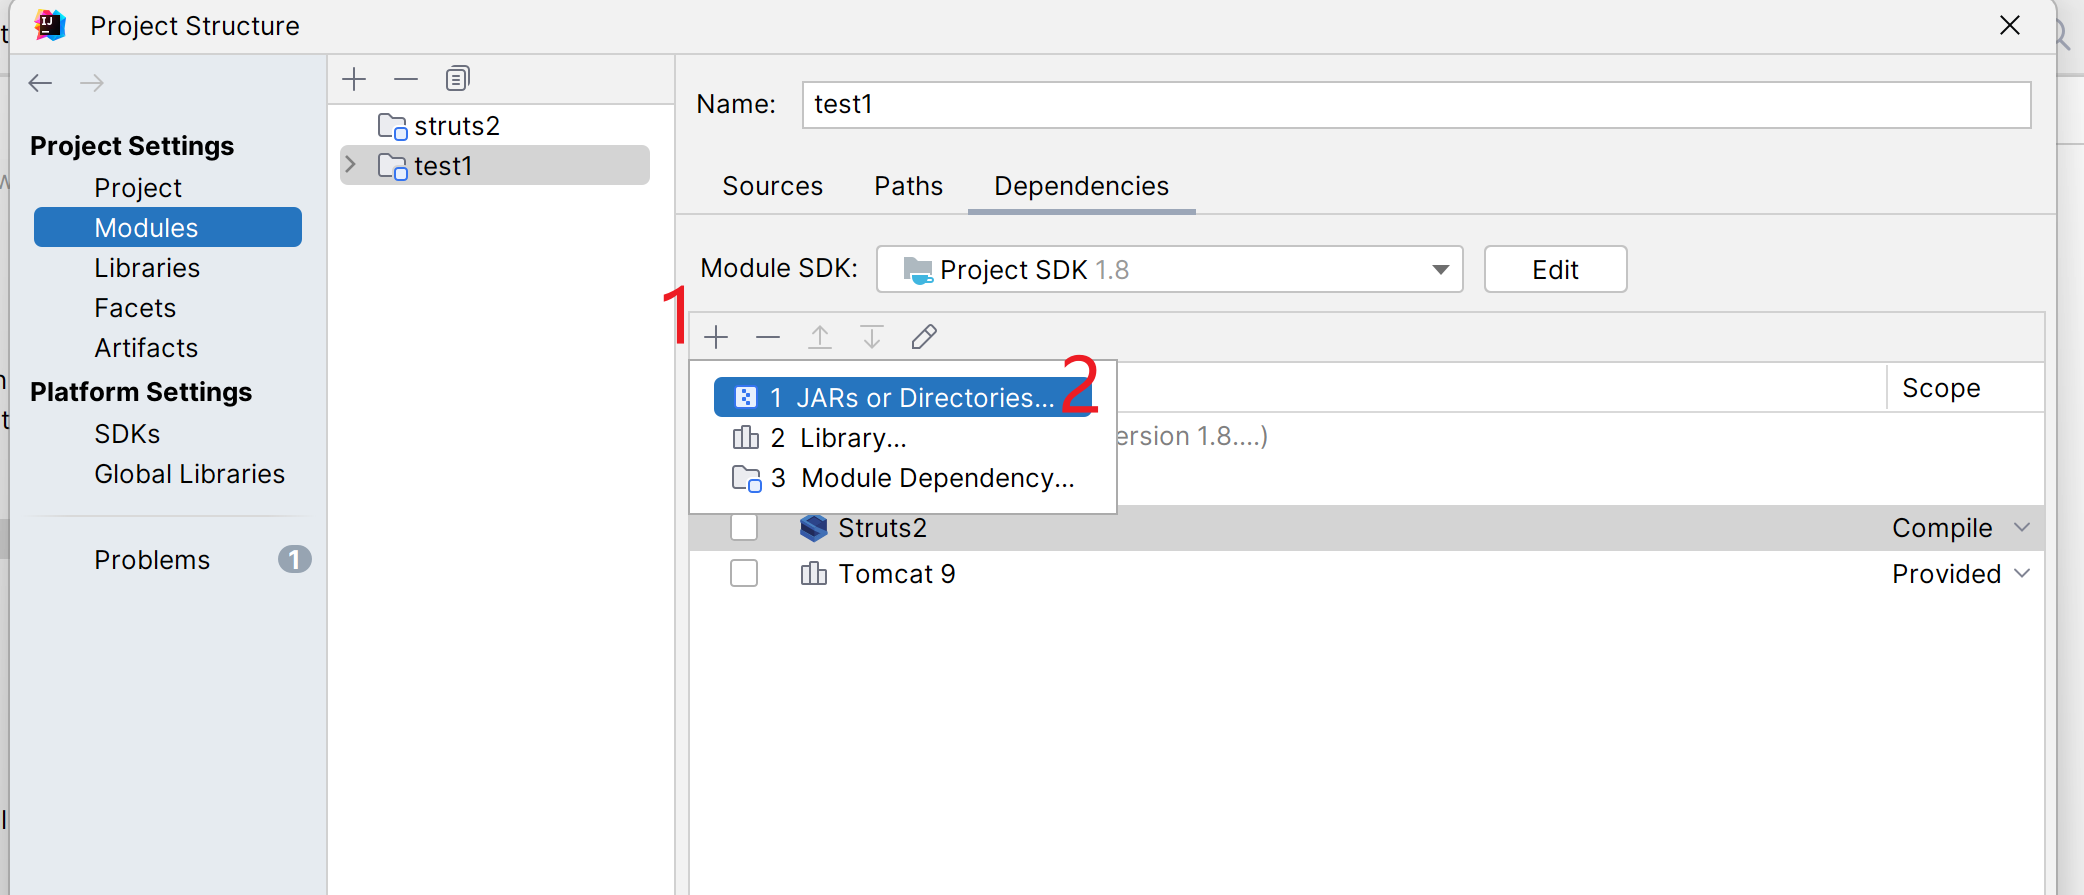 Project Structure
Project Settings
Project
Modules
Libraries
Facets
Artifacts
Platform Settings
SDKs
Global Libraries
Problems 1
struts2
test1
Name: test1
Sources Paths Dependencies
Module SDK: Project SDK 1.8 Edit
1
2
1 JARs or Directories...
2 Library...
3 Module Dependency...
Scope
ersion 1.8....)
Struts2 Compile
Tomcat 9 Provided